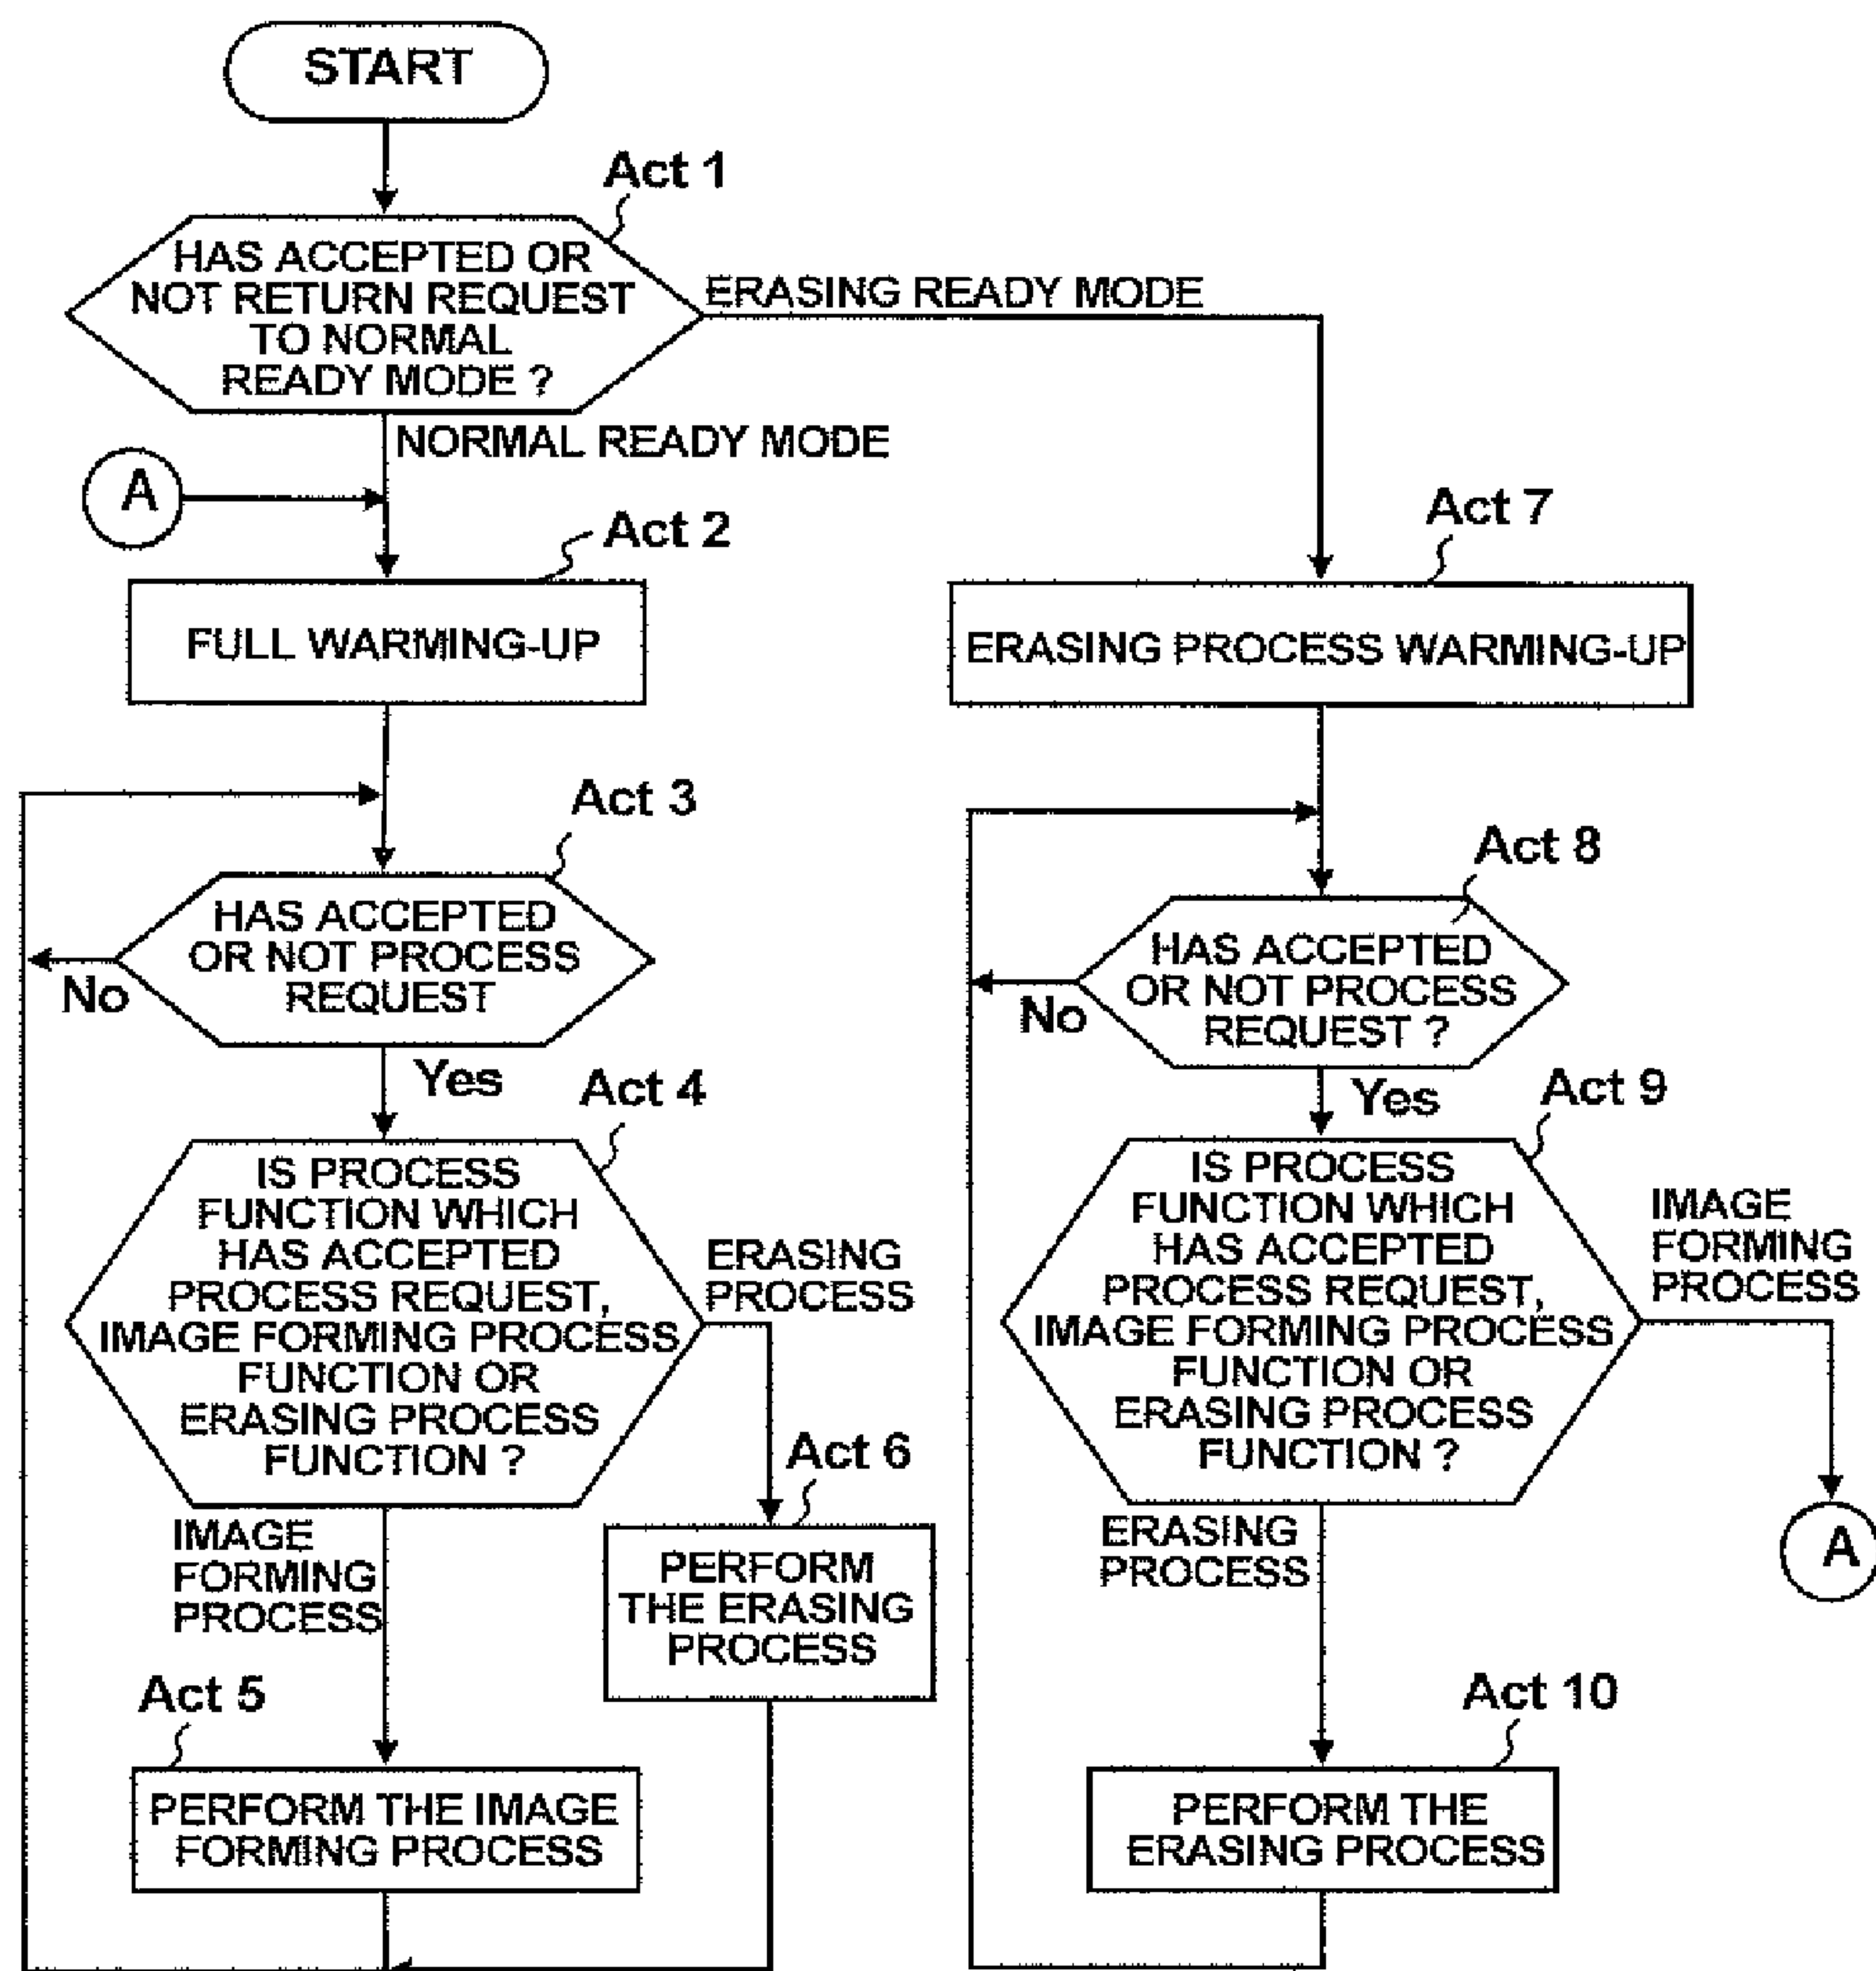 START
Act 1
HAS ACCEPTED OR
NOT RETURN REQUEST
TO NORMAL
READY MODE ?
ERASING READY MODE
NORMAL READY MODE
A
Act 2
FULL WARMING-UP
Act 3
HAS ACCEPTED
OR NOT PROCESS
REQUEST
No
Yes
Act 4
IS PROCESS
FUNCTION WHICH
HAS ACCEPTED
PROCESS REQUEST,
IMAGE FORMING PROCESS
FUNCTION OR
ERASING PROCESS
FUNCTION ?
ERASING
PROCESS
IMAGE
FORMING
PROCESS
Act 6
PERFORM
THE ERASING
PROCESS
Act 5
PERFORM THE IMAGE
FORMING PROCESS
Act 7
ERASING PROCESS WARMING-UP
Act 8
HAS ACCEPTED
OR NOT PROCESS
REQUEST ?
No
Yes
Act 9
IS PROCESS
FUNCTION WHICH
HAS ACCEPTED
PROCESS REQUEST,
IMAGE FORMING PROCESS
FUNCTION OR
ERASING PROCESS
FUNCTION ?
IMAGE
FORMING
PROCESS
A
ERASING
PROCESS
Act 10
PERFORM THE
ERASING PROCESS